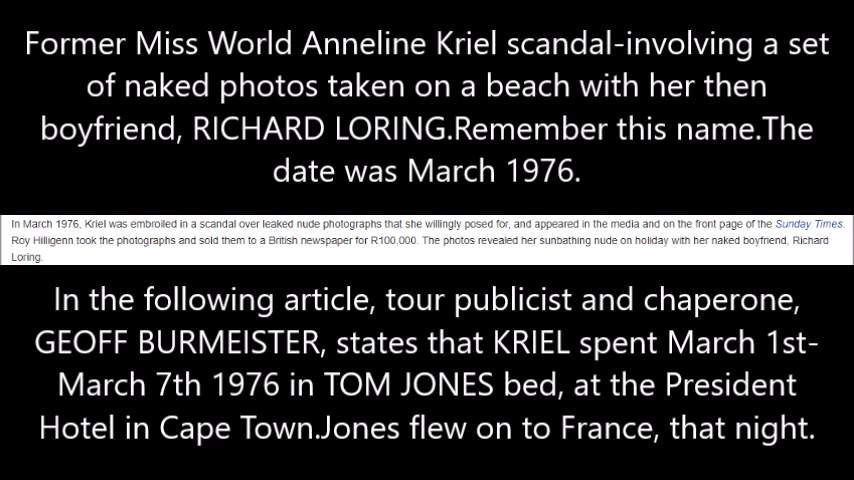 Former Miss World Anneline Kriel scandal-involving a set
of naked photos taken on a beach with her then
boyfriend, RICHARD LORING.Remember this name.The
date was March 1976.
In March 1976, Kriel was embroiled in a scandal over leaked nude photographs that she willingly posed for, and appeared in the media and on the front page of the Sunday Times.
Roy Hilligenn took the photographs and sold them to a British newspaper for R100,000. The photos revealed her sunbathing nude on holiday with her naked boyfriend, Richard
Loring.
In the following article, tour publicist and chaperone,
GEOFF BURMEISTER, states that KRIEL spent March 1st-
March 7th 1976 in TOM JONES bed, at the President
Hotel in Cape Town.Jones flew on to France, that night.